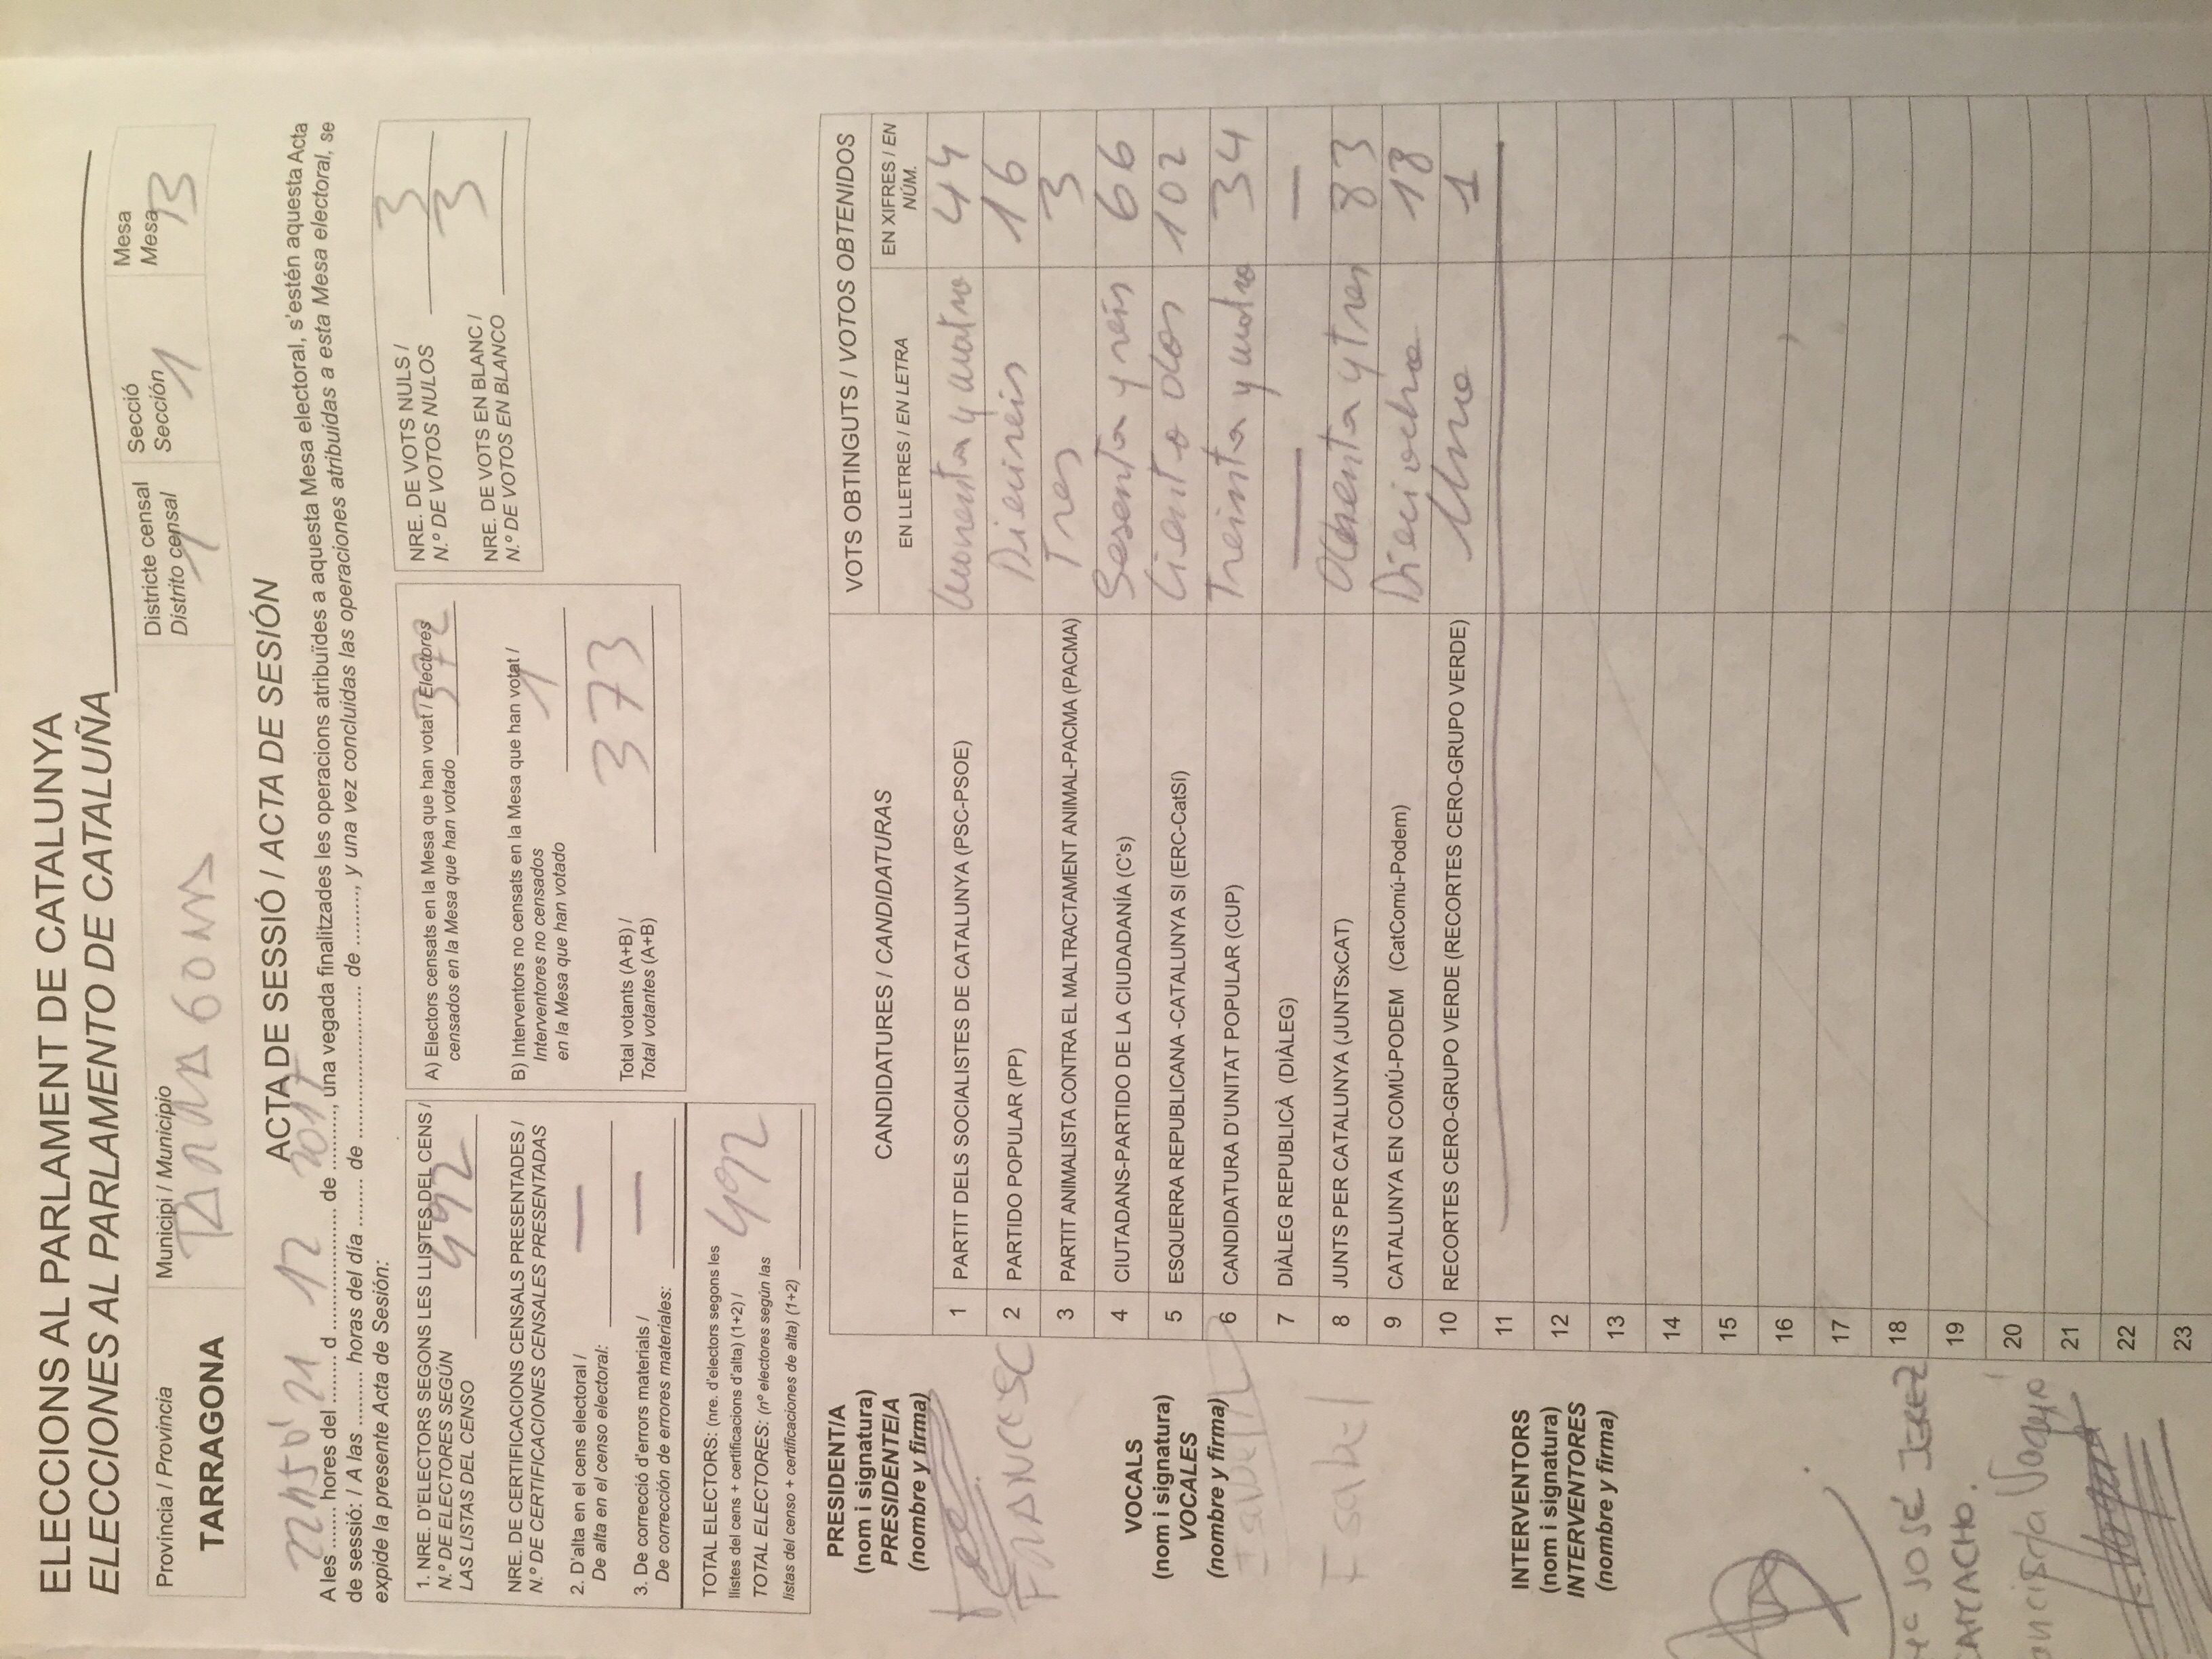 ELECCIONS AL PARLAMENT DE CATALUNYA
ELECCIONES AL PARLAMENTO DE CATALUÑA
Província / Provincia
TARRAGONA
Municipi / Municipio
TARRAGONA
Districte censal
Distrito censal
1
Secció
Sección
1
Mesa
Mesa
B
ACTA DE SESSIÓ / ACTA DE SESIÓN
22h50' 21 12 2017
A les ....... hores del ........ d .................... de .........., una vegada finalitzades les operacions atribuïdes a aquesta Mesa electoral, s'estén aquesta Acta
de sessió: / A las ......... horas del día ........ de ......................... de ........., y una vez concluidas las operaciones atribuidas a esta Mesa electoral, se
expide la presente Acta de Sesión:
1. NRE. D'ELECTORS SEGONS LES LLISTES DEL CENS /
N.º DE ELECTORES SEGÚN
LAS LISTAS DEL CENSO 492
NRE. DE CERTIFICACIONS CENSALS PRESENTADES /
N.º DE CERTIFICACIONES CENSALES PRESENTADAS
2. D'alta en el cens electoral /
De alta en el censo electoral: —
3. De correcció d'errors materials /
De corrección de errores materiales: —
TOTAL ELECTORS: (nre. d'electors segons les
llistes del cens + certificacions d'alta) (1+2) /
TOTAL ELECTORES: (nº electores según las
listas del censo + certificaciones de alta) (1+2) 492
A) Electors censats en la Mesa que han votat / Electores
censados en la Mesa que han votado 372
B) Interventors no censats en la Mesa que han votat /
Interventores no censados
en la Mesa que han votado 1
Total votants (A+B) /
Total votantes (A+B) 373
NRE. DE VOTS NULS /
N.º DE VOTOS NULOS 3
NRE. DE VOTS EN BLANC /
N.º DE VOTOS EN BLANCO 3
PRESIDENT/A
(nom i signatura)
PRESIDENTE/A
(nombre y firma)
FRANCESC
VOCALS
(nom i signatura)
VOCALES
(nombre y firma)
Isabel
INTERVENTORS
(nom i signatura)
INTERVENTORES
(nombre y firma)
Mª JOSÉ JEREZ
CAMACHO.
CANDIDATURES / CANDIDATURAS
VOTS OBTINGUTS / VOTOS OBTENIDOS
EN LLETRES / EN LETRA
EN XIFRES / EN
NÚM.
1 PARTIT DELS SOCIALISTES DE CATALUNYA (PSC-PSOE) Cuarenta y cuatro 44
2 PARTIDO POPULAR (PP) Dieciseis 16
3 PARTIT ANIMALISTA CONTRA EL MALTRACTAMENT ANIMAL-PACMA (PACMA) Tres 3
4 CIUTADANS-PARTIDO DE LA CIUDADANÍA (C's) Sesenta y seis 66
5 ESQUERRA REPUBLICANA -CATALUNYA SI (ERC-CatSí) Ciento dos 102
6 CANDIDATURA D'UNITAT POPULAR (CUP) Treinta y cuatro 34
7 DIÀLEG REPUBLICÀ (DIÀLEG) — —
8 JUNTS PER CATALUNYA (JUNTSxCAT) Ochenta y tres 83
9 CATALUNYA EN COMÚ-PODEM (CatComú-Podem) Dieciocho 18
10 RECORTES CERO-GRUPO VERDE (RECORTES CERO-GRUPO VERDE) Uno 1
11
12
13
14
15
16
17
18
19
20
21
22
23